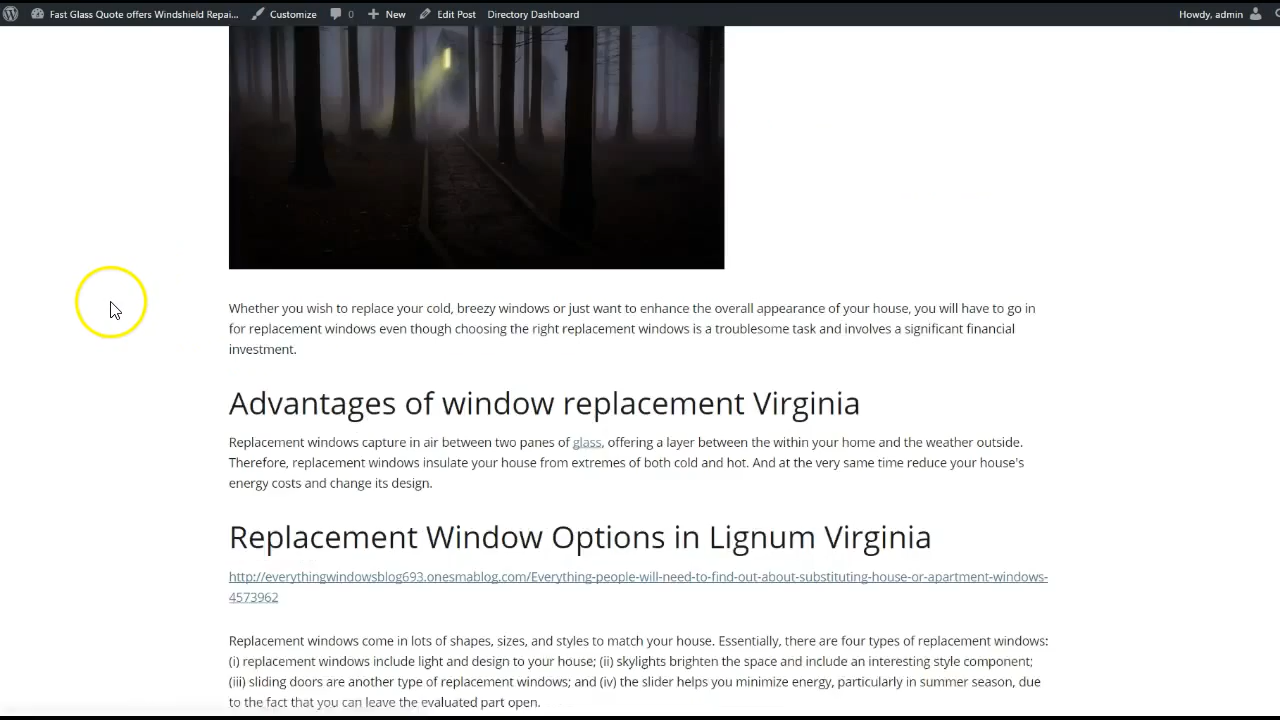 Fast Glass Quote offers Windshield Repai... Customize 0 New Edit Post Directory Dashboard Howdy, admin
Whether you wish to replace your cold, breezy windows or just want to enhance the overall appearance of your house, you will have to go in
for replacement windows even though choosing the right replacement windows is a troublesome task and involves a significant financial
investment.
Advantages of window replacement Virginia
Replacement windows capture in air between two panes of glass, offering a layer between the within your home and the weather outside.
Therefore, replacement windows insulate your house from extremes of both cold and hot. And at the very same time reduce your house's
energy costs and change its design.
Replacement Window Options in Lignum Virginia
http://everythingwindowsblog693.onesmablog.com/Everything-people-will-need-to-find-out-about-substituting-house-or-apartment-windows-
4573962
Replacement windows come in lots of shapes, sizes, and styles to match your house. Essentially, there are four types of replacement windows:
(i) replacement windows include light and design to your house; (ii) skylights brighten the space and include an interesting style component;
(iii) sliding doors are another type of replacement windows; and (iv) the slider helps you minimize energy, particularly in summer season, due
to the fact that you can leave the evaluated part open.